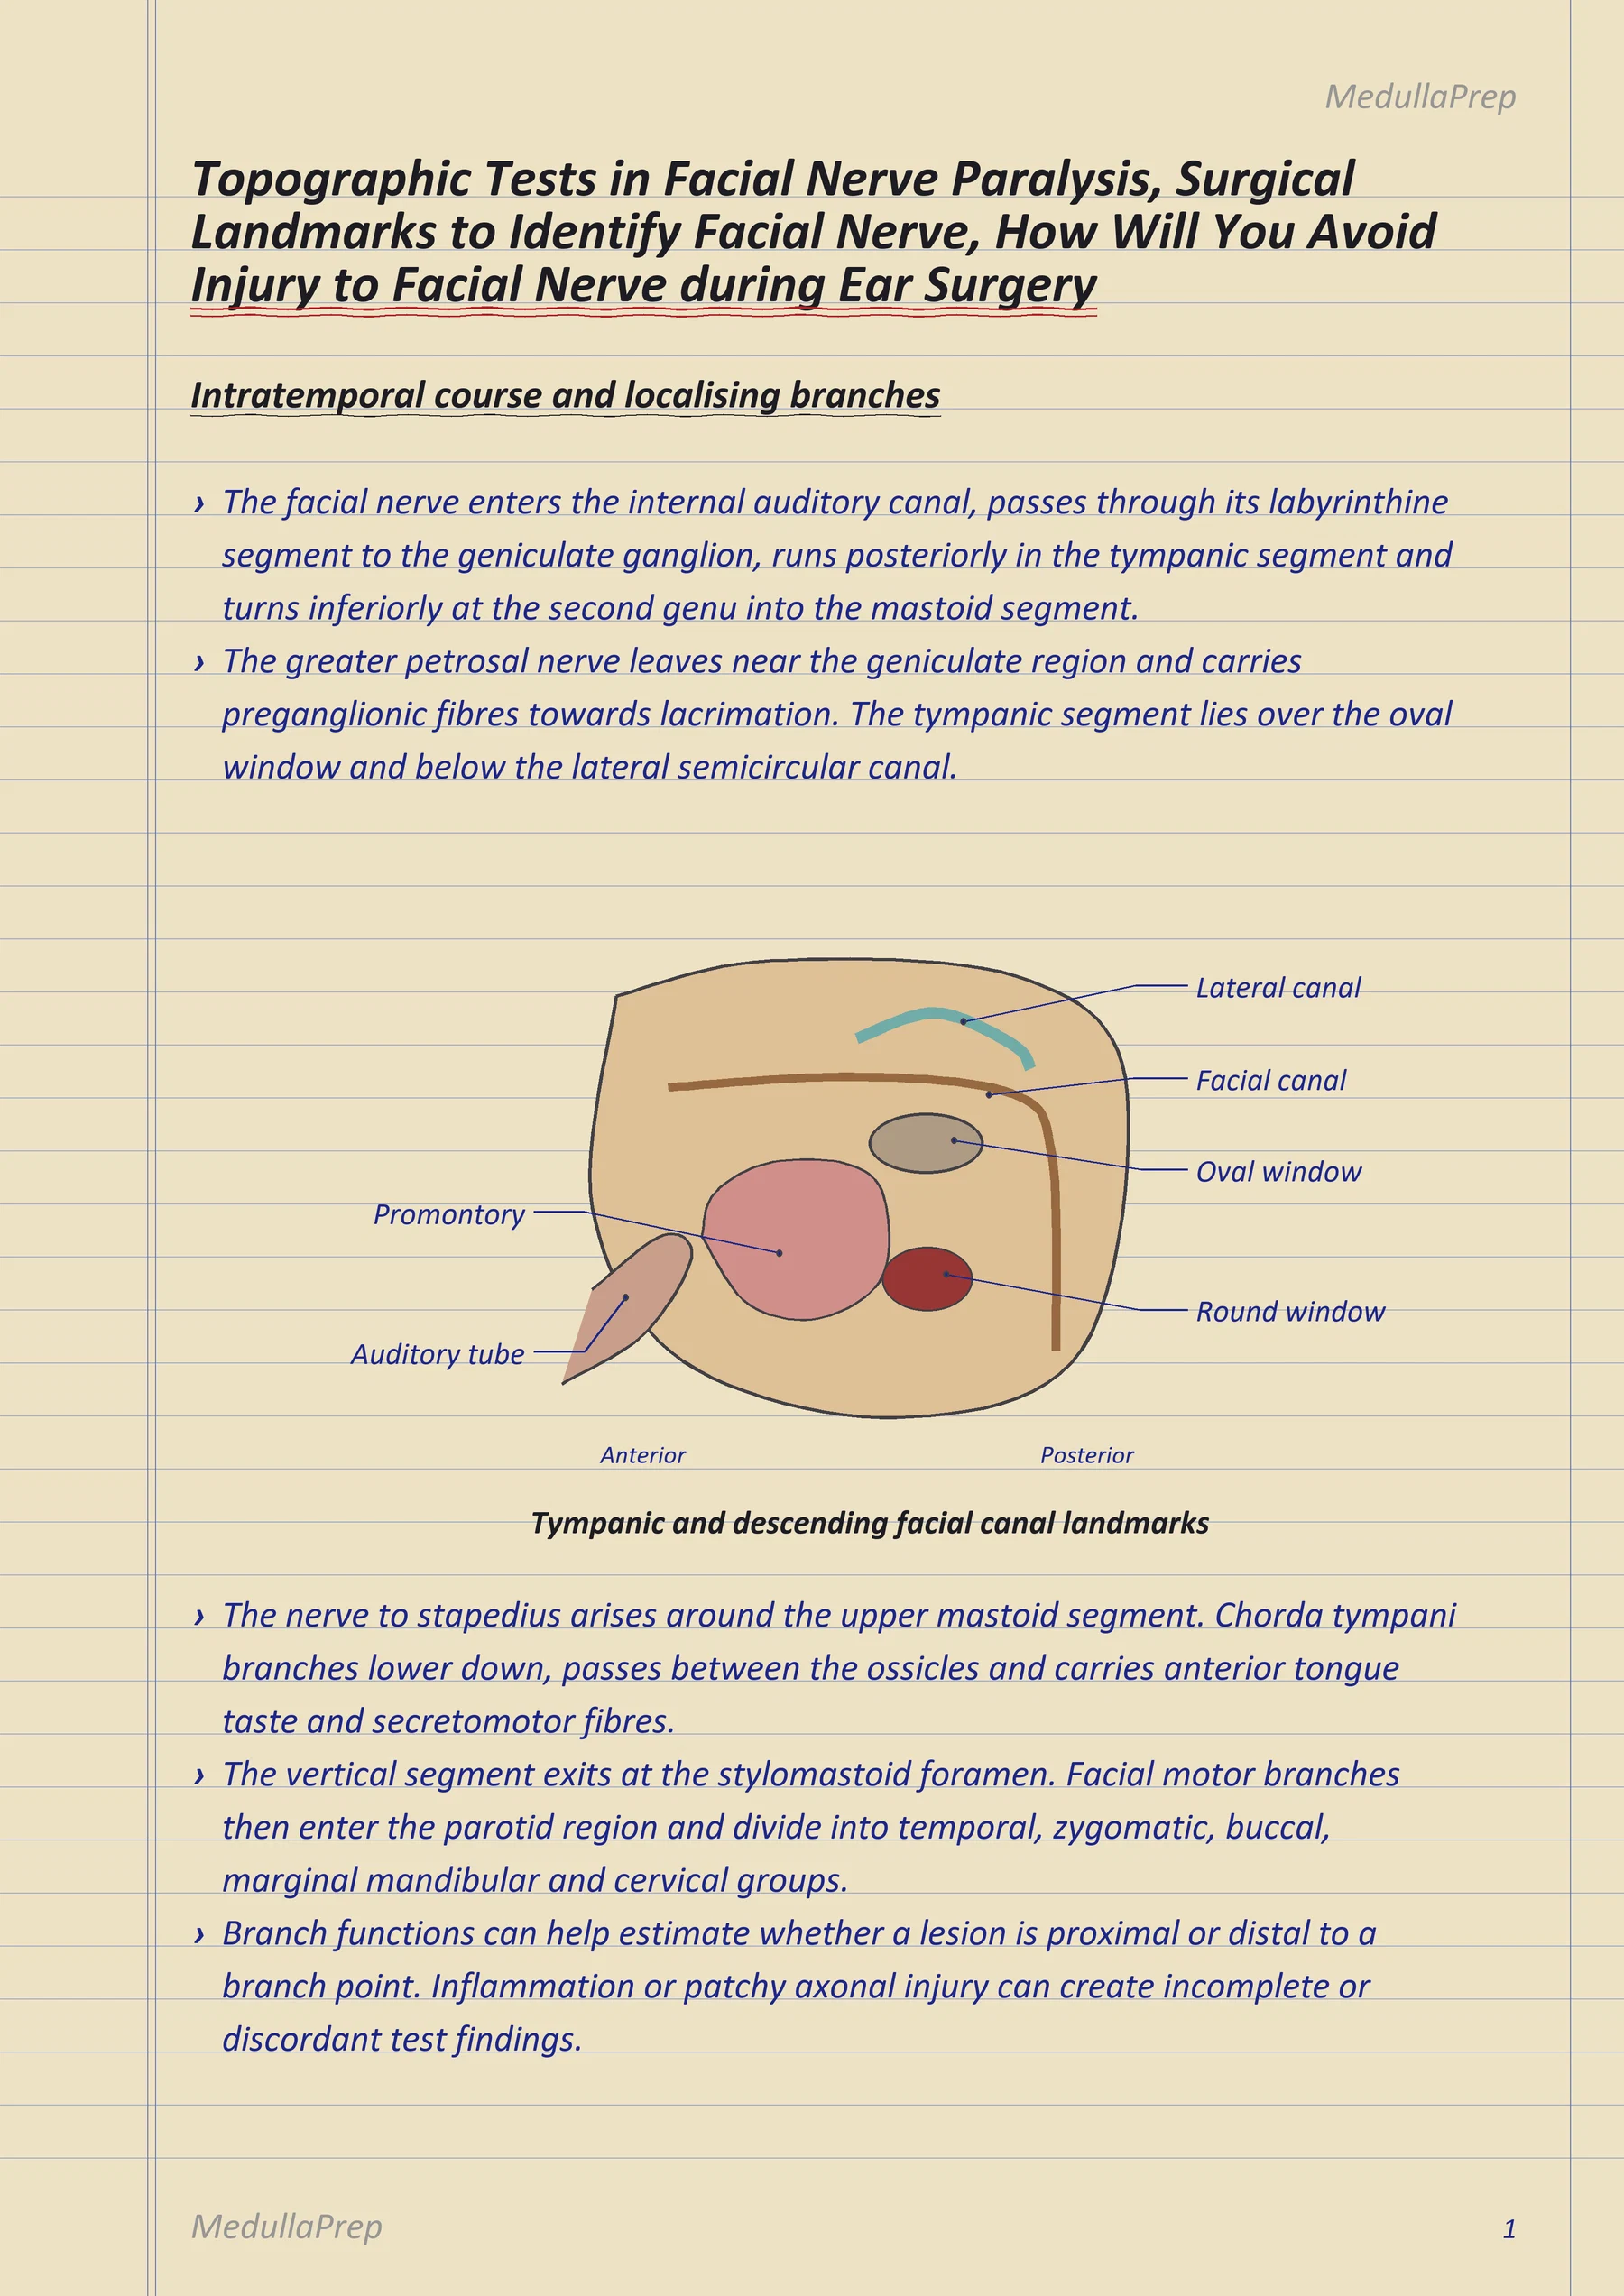 MedullaPrep
Topographic Tests in Facial Nerve Paralysis, Surgical
Landmarks to Identify Facial Nerve, How Will You Avoid
Injury to Facial Nerve during Ear Surgery
Intratemporal course and localising branches
› The facial nerve enters the internal auditory canal, passes through its labyrinthine
segment to the geniculate ganglion, runs posteriorly in the tympanic segment and
turns inferiorly at the second genu into the mastoid segment.
› The greater petrosal nerve leaves near the geniculate region and carries
preganglionic fibres towards lacrimation. The tympanic segment lies over the oval
window and below the lateral semicircular canal.
Lateral canal
Facial canal
Oval window
Promontory
Round window
Auditory tube
Anterior
Posterior
Tympanic and descending facial canal landmarks
› The nerve to stapedius arises around the upper mastoid segment. Chorda tympani
branches lower down, passes between the ossicles and carries anterior tongue
taste and secretomotor fibres.
› The vertical segment exits at the stylomastoid foramen. Facial motor branches
then enter the parotid region and divide into temporal, zygomatic, buccal,
marginal mandibular and cervical groups.
› Branch functions can help estimate whether a lesion is proximal or distal to a
branch point. Inflammation or patchy axonal injury can create incomplete or
discordant test findings.
MedullaPrep
1